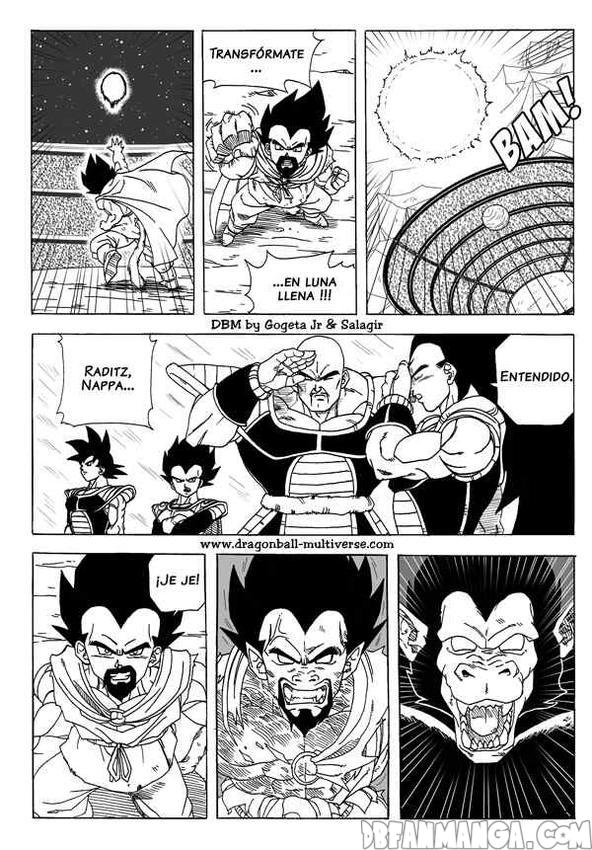 TRANSFÓRMATE
...
...EN LUNA
LLENA !!!
BAM!
DBM by Gogeta Jr & Salagir
RADITZ,
NAPPA...
ENTENDIDO.
www.dragonball-multiverse.com
¡JE JE!
DBFANMANGA.COM